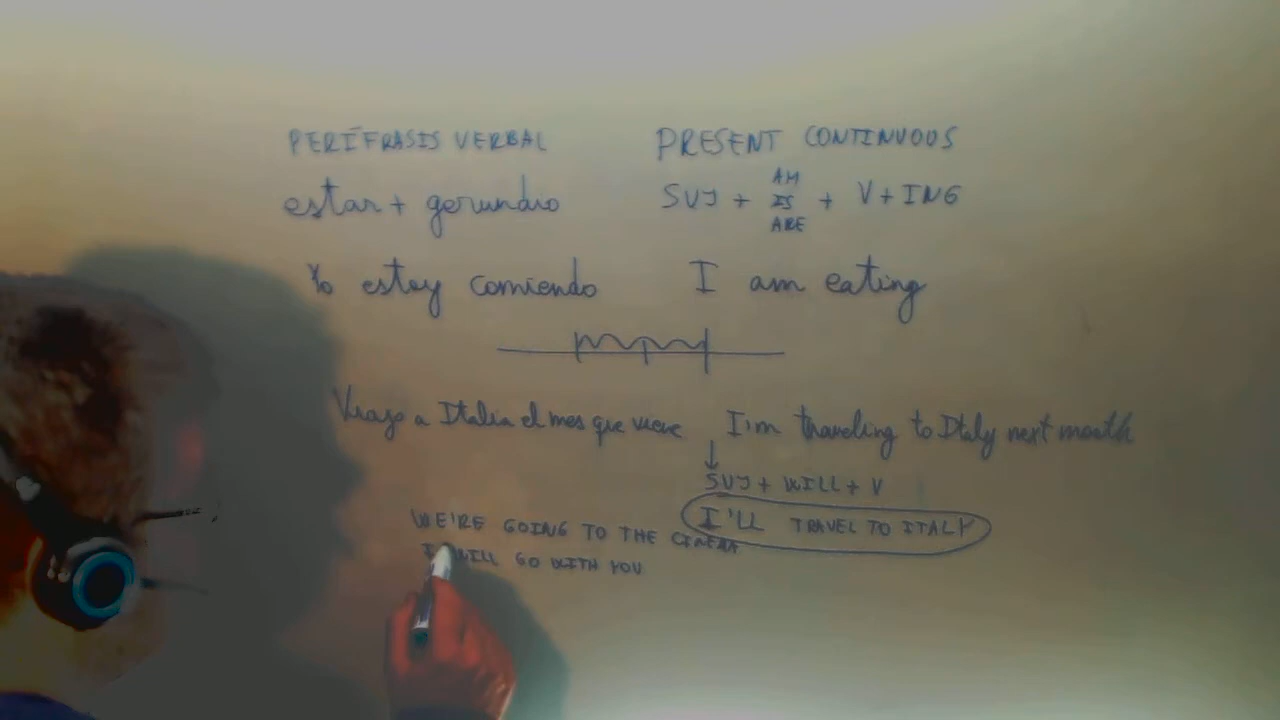 PERÍFRASIS VERBAL PRESENT CONTINUOUS
estar + gerundio SUJ + AM IS ARE + V + ING
Yo estoy comiendo I am eating
Viajo a Italia el mes que viene I'm traveling to Italy next month
SUJ + WILL + V
I'LL TRAVEL TO ITALY
WE'RE GOING TO THE CINEMA
I WILL GO WITH YOU